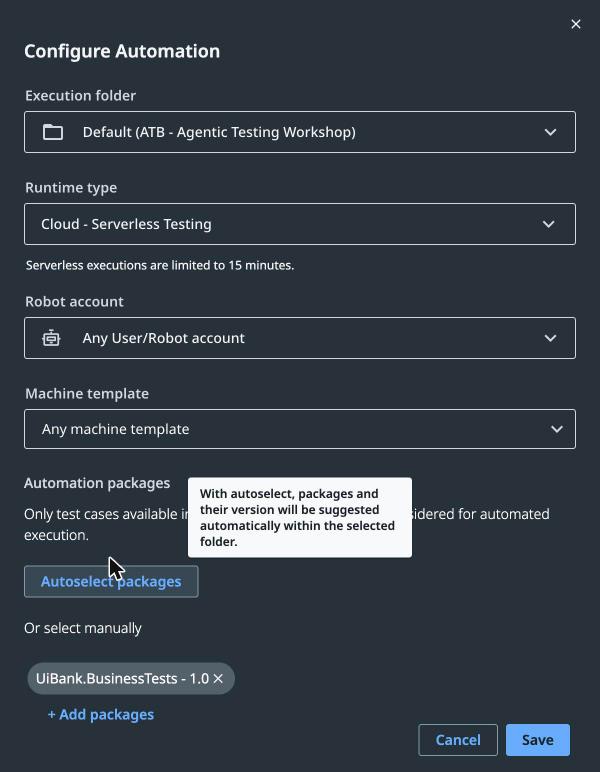 Configure Automation
Execution folder
Default (ATB - Agentic Testing Workshop)
Runtime type
Cloud - Serverless Testing
Serverless executions are limited to 15 minutes.
Robot account
Any User/Robot account
Machine template
Any machine template
Automation packages
With autoselect, packages and
their version will be suggested
automatically within the selected
folder.
Only test cases available for automated
execution.
Autoselect packages
Or select manually
UiBank.BusinessTests - 1.0
+ Add packages
Cancel
Save